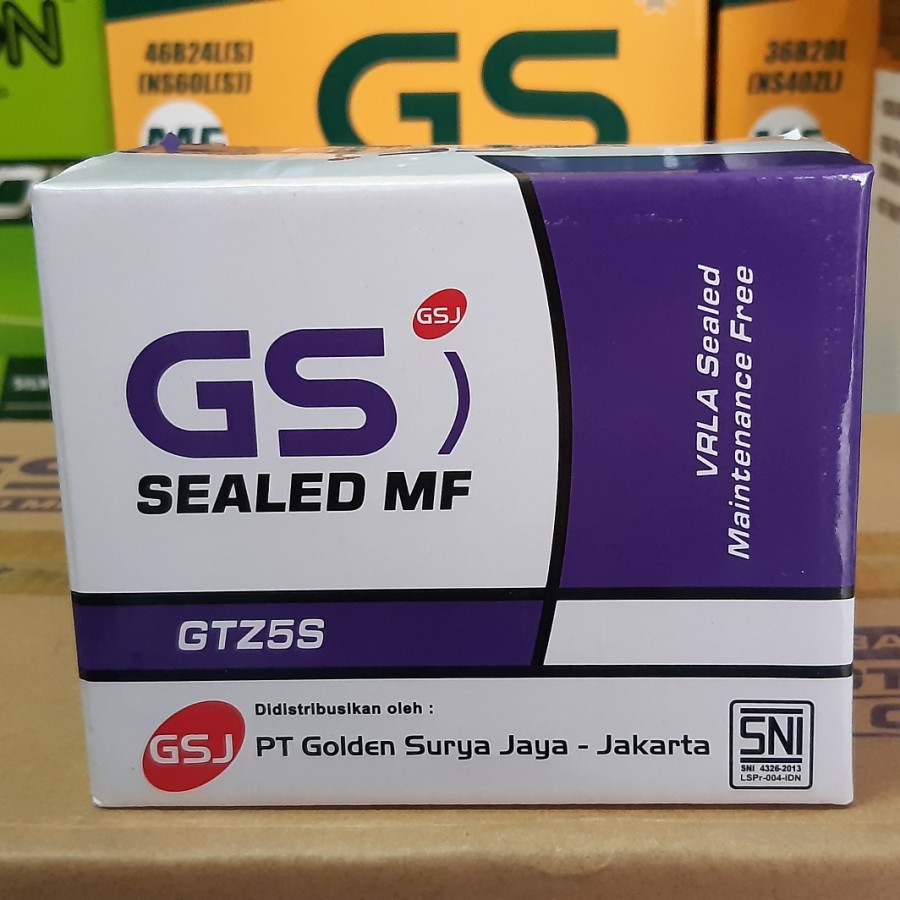 46B24L(S)
(NS60L(S))
GS
36B20L
(NS40ZL)
GSJ
GS
SEALED MF
VRLA Sealed
Maintenance Free
GTZ5S
Didistribusikan oleh :
GSJ
PT Golden Surya Jaya - Jakarta
SNI
SNI 4326-2013
LSPr-004-IDN